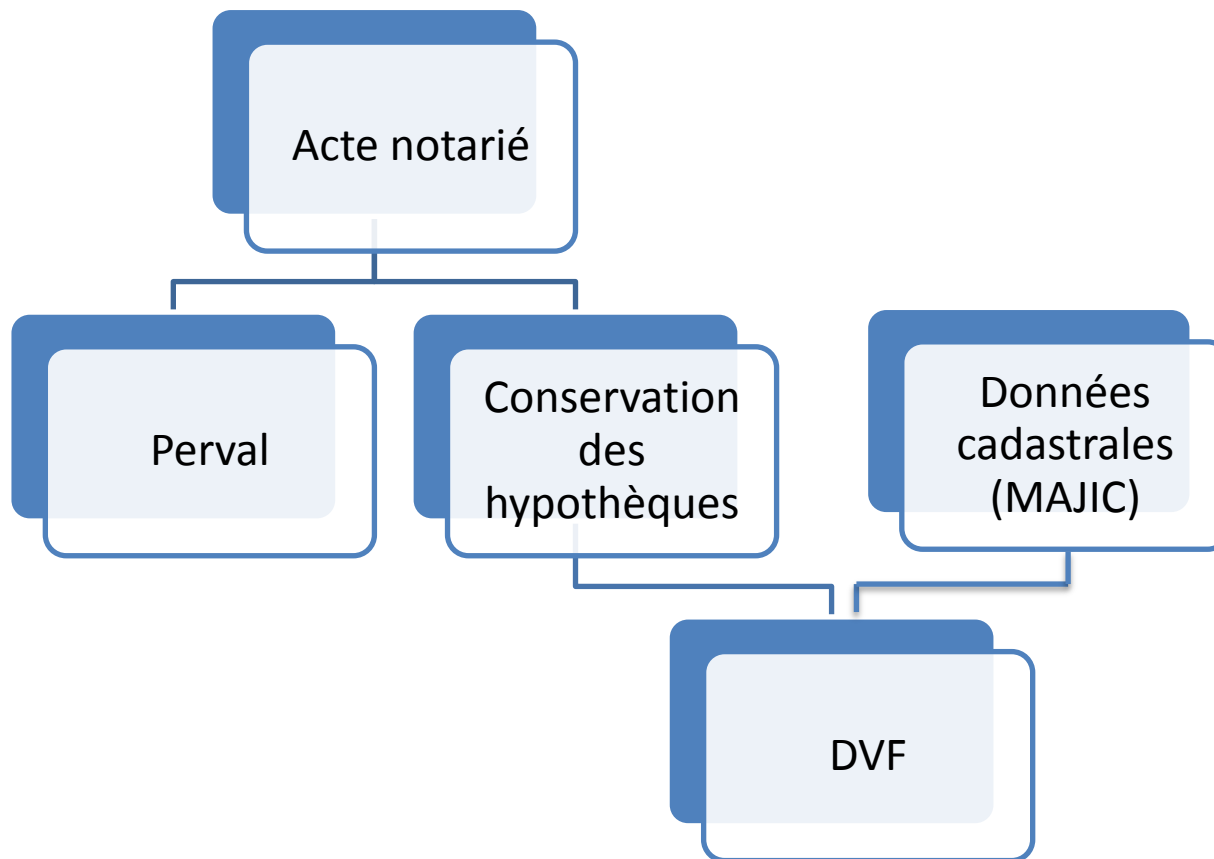 Acte notarié
Perval
Conservation
des
hypothèques
Données
cadastrales
(MAJIC)
DVF